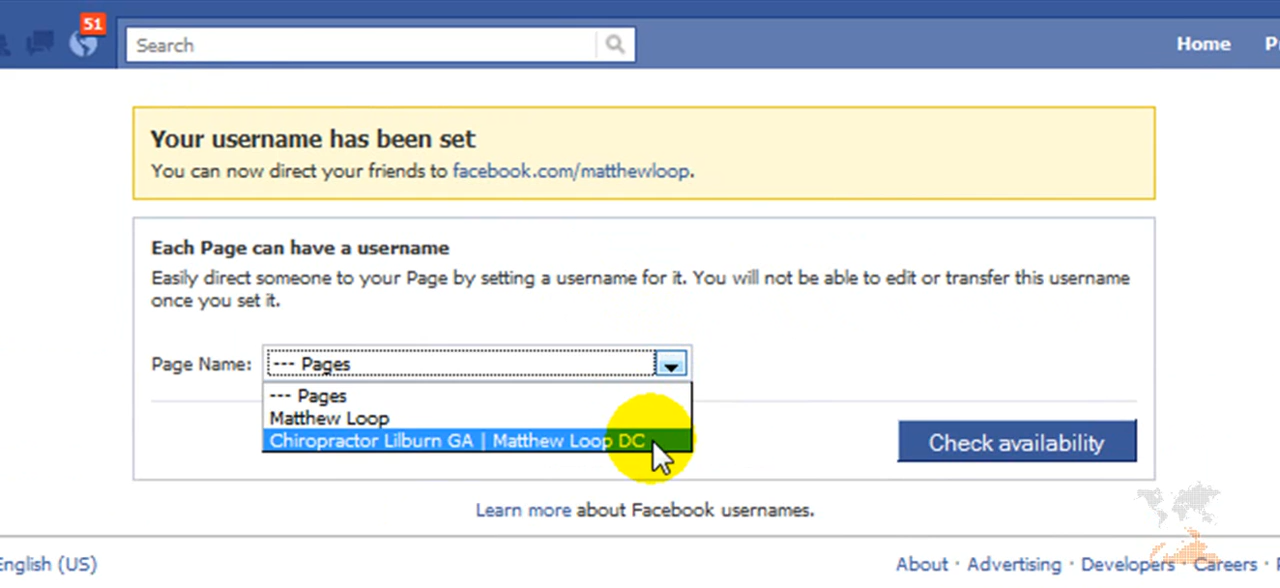 51
Search
Home
Your username has been set
You can now direct your friends to facebook.com/matthewloop.
Each Page can have a username
Easily direct someone to your Page by setting a username for it. You will not be able to edit or transfer this username
once you set it.
Page Name: --- Pages
--- Pages
Matthew Loop
Chiropractor Lilburn GA | Matthew Loop DC
Check availability
Learn more about Facebook usernames.
English (US)
About · Advertising · Developers · Careers ·